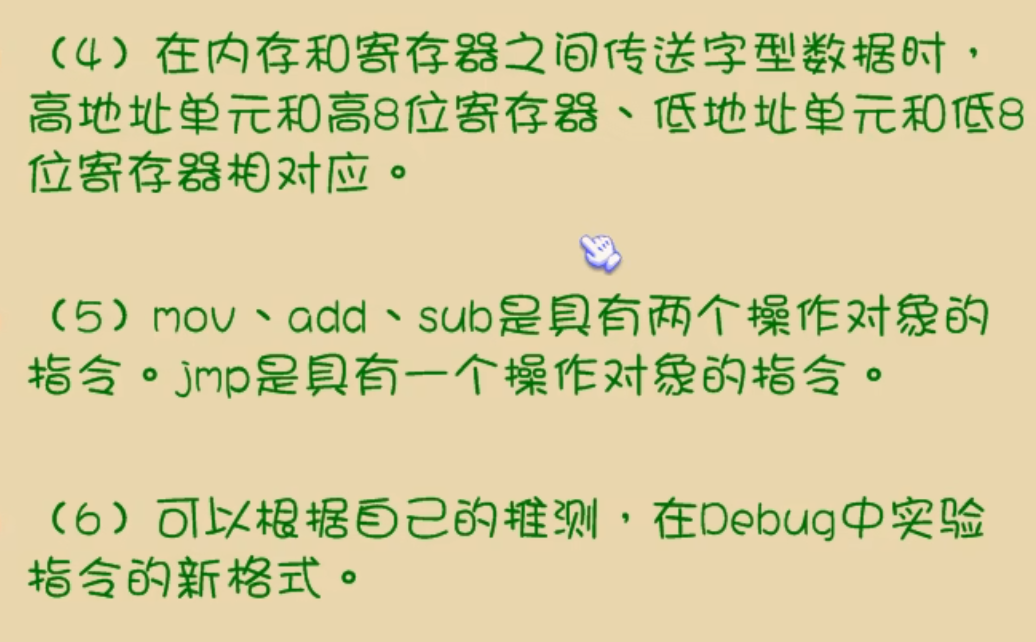 （4）在内存和寄存器之间传送字型数据时，
高地址单元和高8位寄存器、低地址单元和低8
位寄存器相对应。
（5）mov、add、sub是具有两个操作对象的
指令。jmp是具有一个操作对象的指令。
（6）可以根据自己的推测，在Debug中实验
指令的新格式。